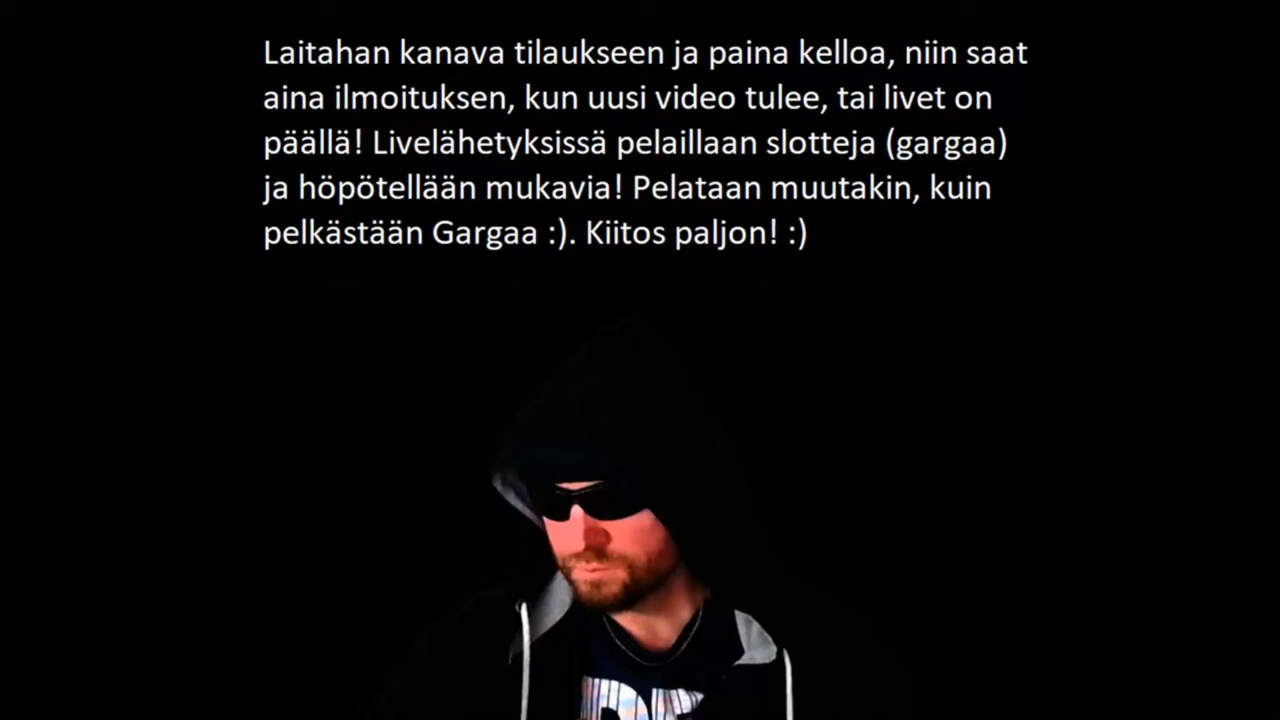 Laitahan kanava tilaukseen ja paina kelloa, niin saat
aina ilmoituksen, kun uusi video tulee, tai livet on
päällä! Livelähetyksissä pelaillaan slotteja (gargaa)
ja höpötellään mukavia! Pelataan muutakin, kuin
pelkästään Gargaa :). Kiitos paljon! :)